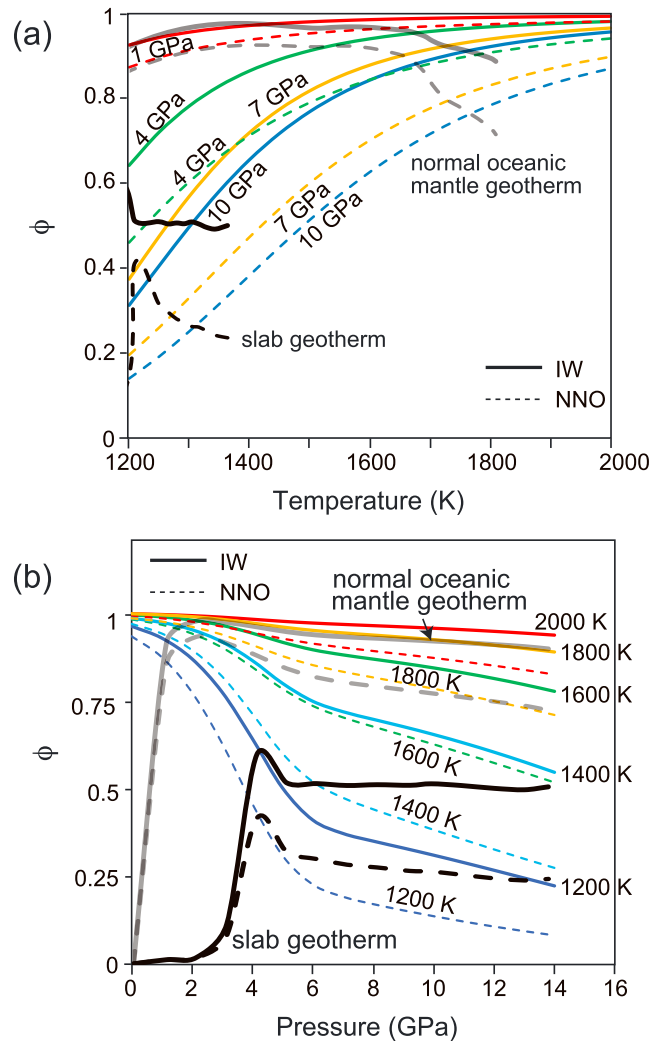 (a)
ϕ
1
0.8
0.6
0.4
0.2
0
1 GPa
4 GPa
7 GPa
4 GPa
10 GPa
7 GPa
10 GPa
normal oceanic
mantle geotherm
slab geotherm
IW
NNO
1200
1400
1600
1800
2000
Temperature (K)
(b)
IW
NNO
normal oceanic
mantle geotherm
ϕ
1
0.75
0.5
0.25
0
2000 K
1800 K
1800 K
1600 K
1600 K
1400 K
1400 K
1200 K
1200 K
slab geotherm
0
2
4
6
8
10
12
14
16
Pressure (GPa)